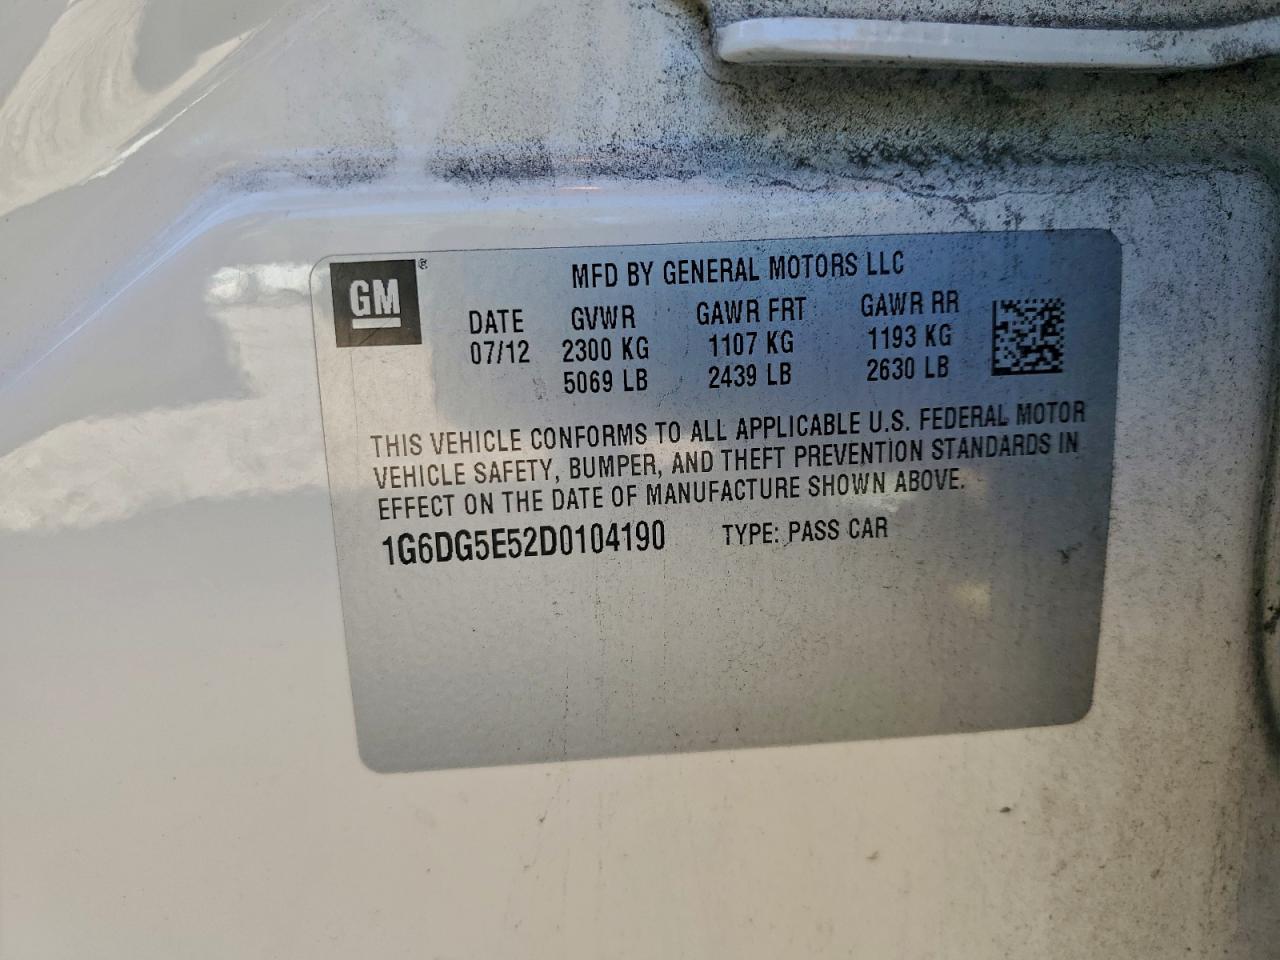 GM®
MFD BY GENERAL MOTORS LLC
DATE GVWR GAWR FRT GAWR RR
07/12 2300 KG 1107 KG 1193 KG
5069 LB 2439 LB 2630 LB
THIS VEHICLE CONFORMS TO ALL APPLICABLE U.S. FEDERAL MOTOR
VEHICLE SAFETY, BUMPER, AND THEFT PREVENTION STANDARDS IN
EFFECT ON THE DATE OF MANUFACTURE SHOWN ABOVE.
1G6DG5E52D0104190 TYPE: PASS CAR